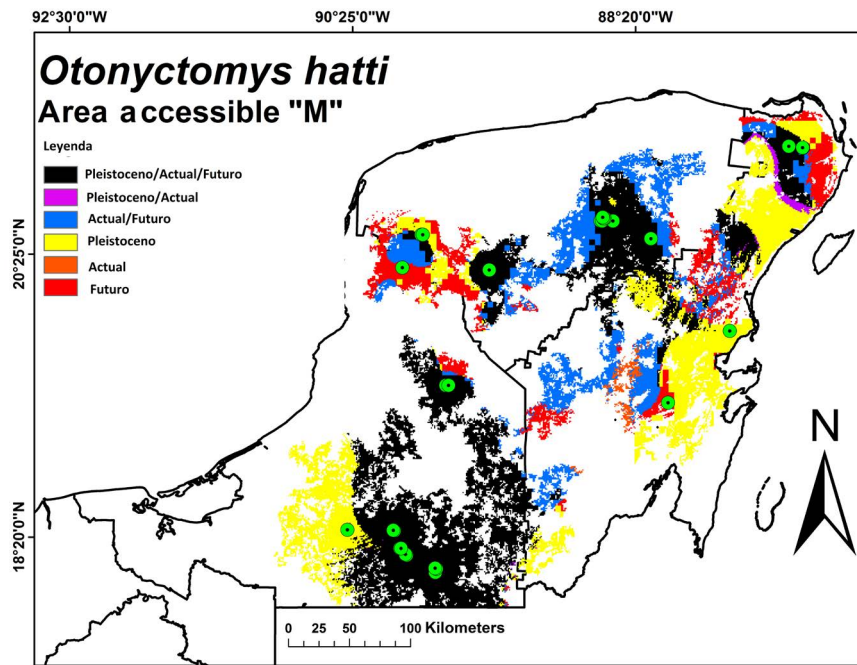 92°30'0"W 90°25'0"W 88°20'0"W
Otonyctomys hatti
Area accessible "M"
Leyenda
Pleistoceno/Actual/Futuro
Pleistoceno/Actual
Actual/Futuro
Pleistoceno
Actual
Futuro
20°25'0"N
18°20'0"N
N
0 25 50 100 Kilometers